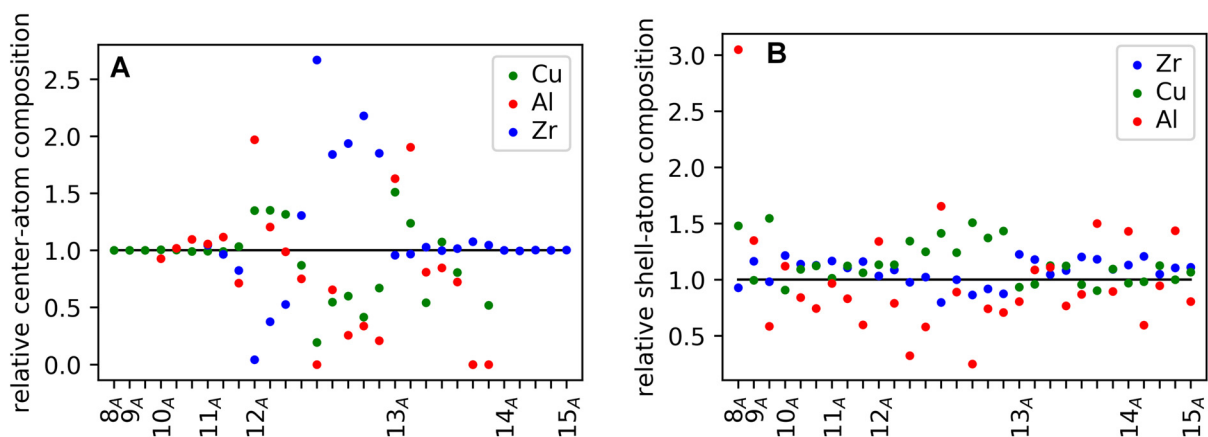 A
relative center-atom composition
2.5
2.0
1.5
1.0
0.5
0.0
Cu
Al
Zr
8A
9A
10A
11A
12A
13A
14A
15A
B
relative shell-atom composition
3.0
2.5
2.0
1.5
1.0
0.5
Zr
Cu
Al
8A
9A
10A
11A
12A
13A
14A
15A